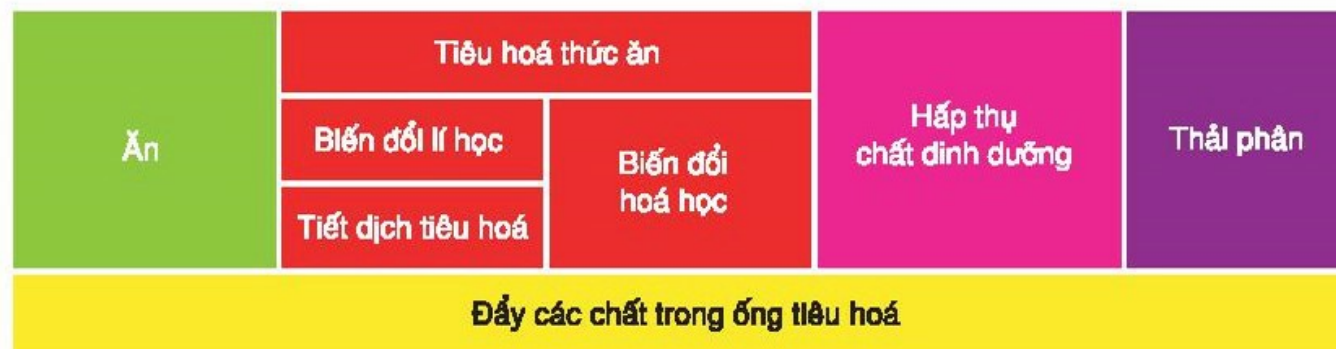 Ăn
Tiêu hoá thức ăn
Biến đổi lí học
Tiết dịch tiêu hoá
Biến đổi
hoá học
Hấp thụ
chất dinh dưỡng
Thải phân
Đẩy các chất trong ống tiêu hoá